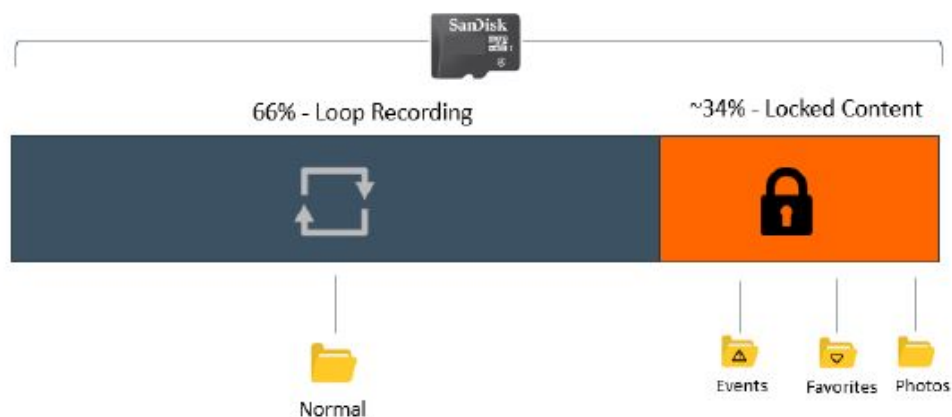 SanDisk
66% - Loop Recording
~34% - Locked Content
Normal
Events
Favorites
Photos